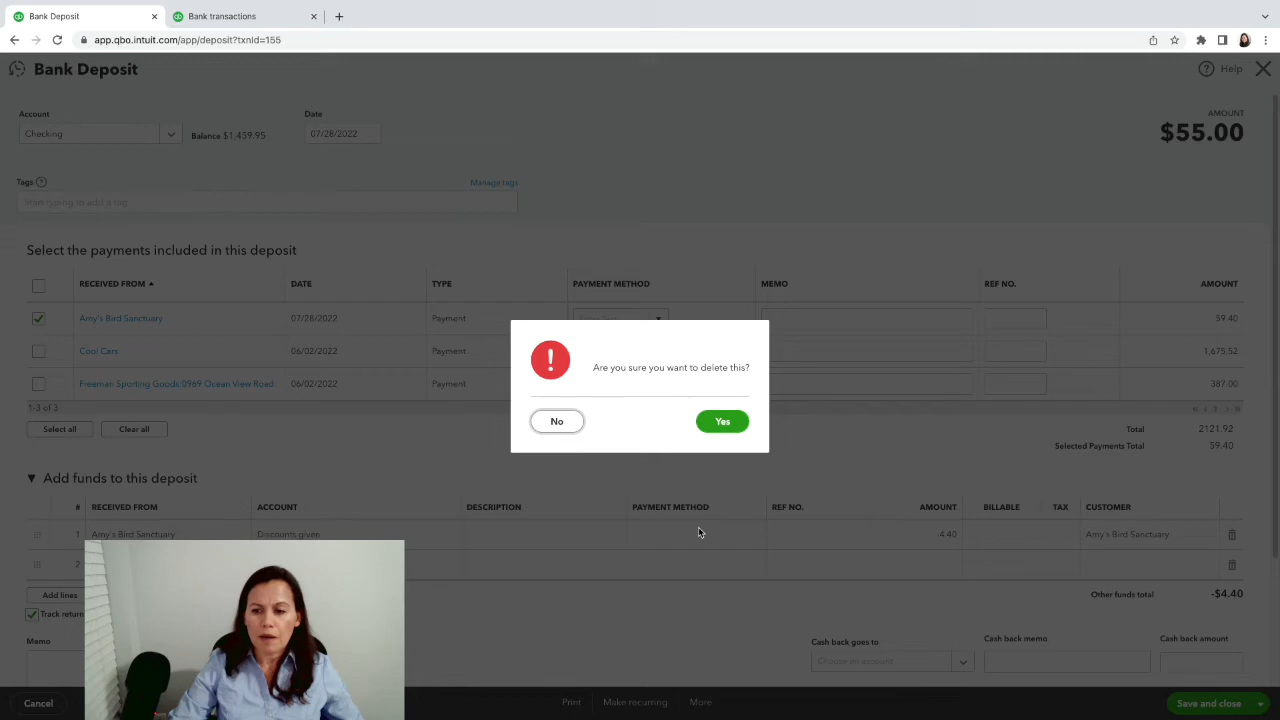 Bank Deposit
Bank transactions
app.qbo.intuit.com/app/deposit?txnId=155
Bank Deposit
Help
Account
Date
AMOUNT
Checking
Balance $1,459.95
07/28/2022
$55.00
Tags
Manage tags
Start typing to add a tag
Select the payments included in this deposit
RECEIVED FROM DATE TYPE PAYMENT METHOD MEMO REF NO. AMOUNT
Amy's Bird Sanctuary 07/28/2022 Payment 59.40
Cool Cars 06/02/2022 Payment 1,675.52
Freeman Sporting Goods:0969 Ocean View Road 06/02/2022 Payment 387.00
Are you sure you want to delete this?
No
Yes
1-3 of 3
<< < 1 > >>
Select all
Clear all
Total 2121.92
Selected Payments Total 59.40
Add funds to this deposit
# RECEIVED FROM ACCOUNT DESCRIPTION PAYMENT METHOD REF NO. AMOUNT BILLABLE TAX CUSTOMER
1 Amy's Bird Sanctuary Discounts given -4.40 Amy's Bird Sanctuary
2
Add lines
Other funds total -$4.40
Track return
Memo
Cash back goes to
Cash back memo
Cash back amount
Choose an account
Cancel
Print
Make recurring
More
Save and close